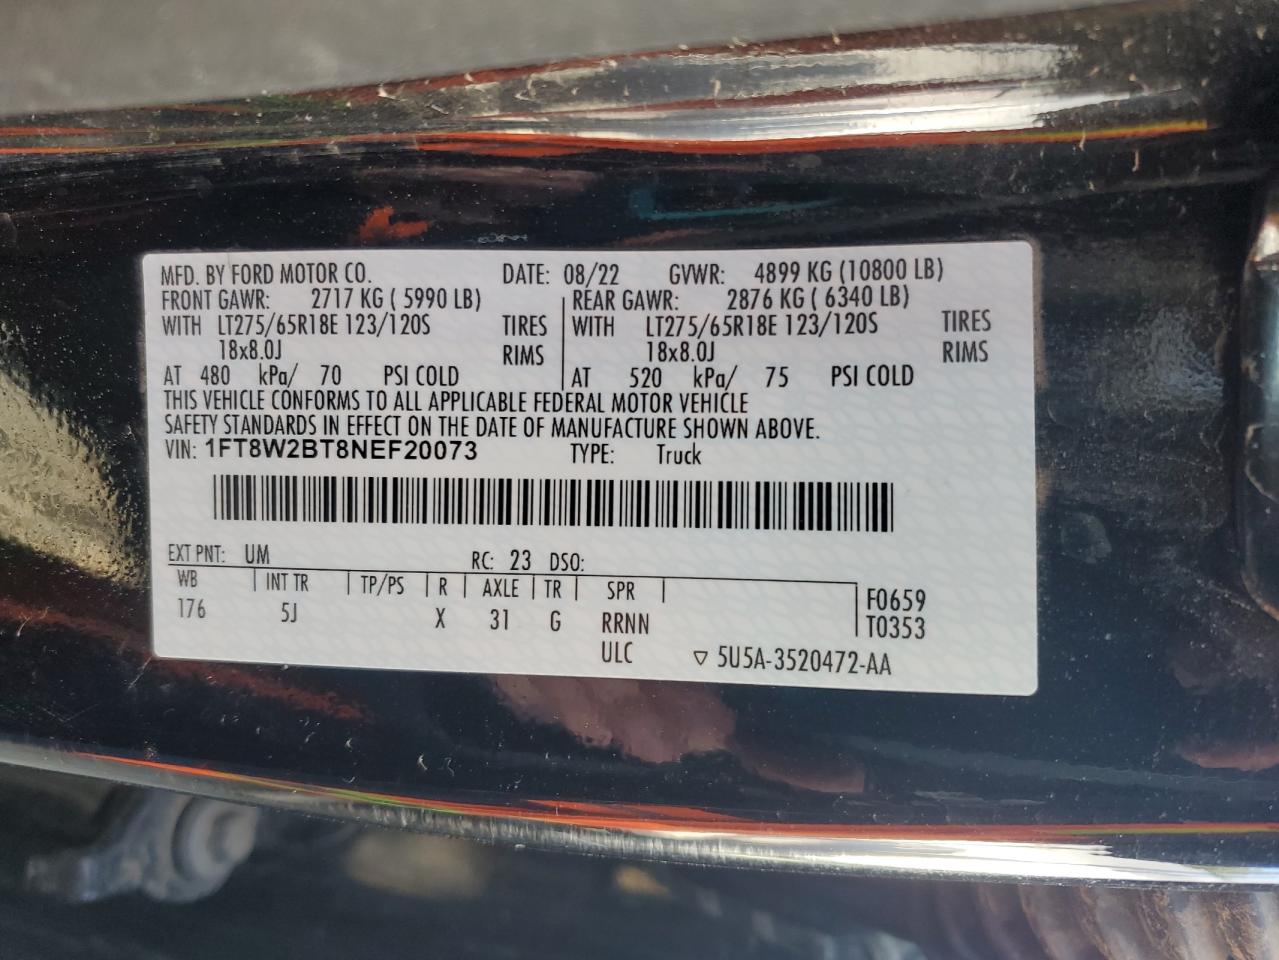 MFD. BY FORD MOTOR CO. DATE: 08/22 GVWR: 4899 KG (10800 LB)
FRONT GAWR: 2717 KG ( 5990 LB) REAR GAWR: 2876 KG ( 6340 LB)
WITH LT275/65R18E 123/120S TIRES WITH LT275/65R18E 123/120S TIRES
18x8.0J RIMS 18x8.0J RIMS
AT 480 kPa/ 70 PSI COLD AT 520 kPa/ 75 PSI COLD
THIS VEHICLE CONFORMS TO ALL APPLICABLE FEDERAL MOTOR VEHICLE
SAFETY STANDARDS IN EFFECT ON THE DATE OF MANUFACTURE SHOWN ABOVE.
VIN: 1FT8W2BT8NEF20073 TYPE: Truck
EXT PNT: UM RC: 23 DSO:
WB INT TR TP/PS R AXLE TR SPR F0659
176 5J X 31 G RRNN T0353
ULC ▽ 5U5A-3520472-AA